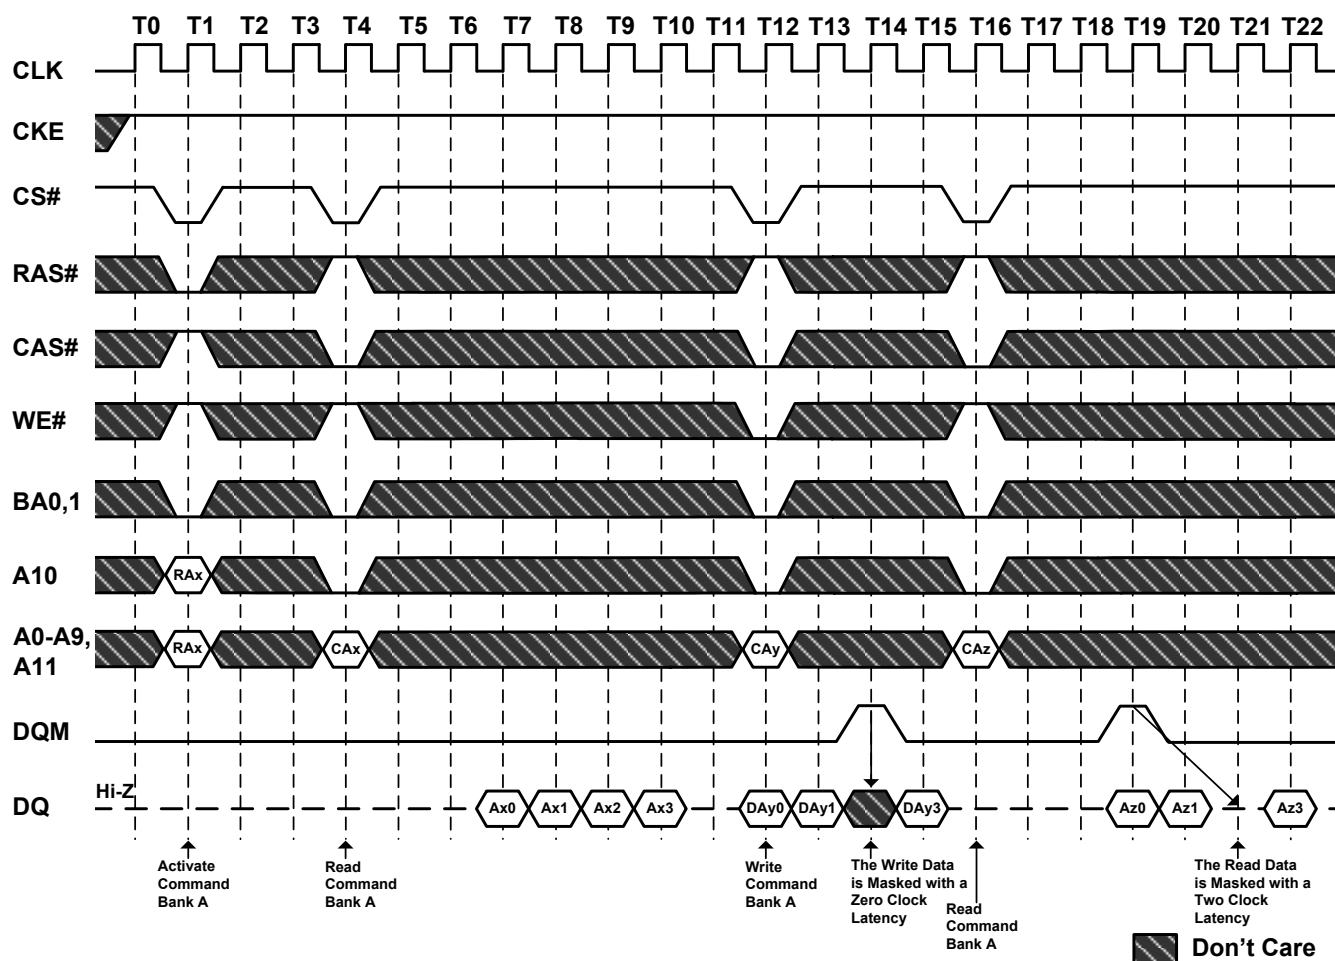 T0 T1 T2 T3 T4 T5 T6 T7 T8 T9 T10 T11 T12 T13 T14 T15 T16 T17 T18 T19 T20 T21 T22
CLK
CKE
CS#
RAS#
CAS#
WE#
BA0,1
A10
RAx
A0-A9,
A11
RAx CAx CAy CAz
DQM
Hi-Z
DQ
Ax0 Ax1 Ax2 Ax3 DAy0 DAy1 DAy3 Az0 Az1 Az3
Activate
Command
Bank A
Read
Command
Bank A
Write
Command
Bank A
The Write Data
is Masked with a
Zero Clock
Latency
Read
Command
Bank A
The Read Data
is Masked with a
Two Clock
Latency
Don't Care